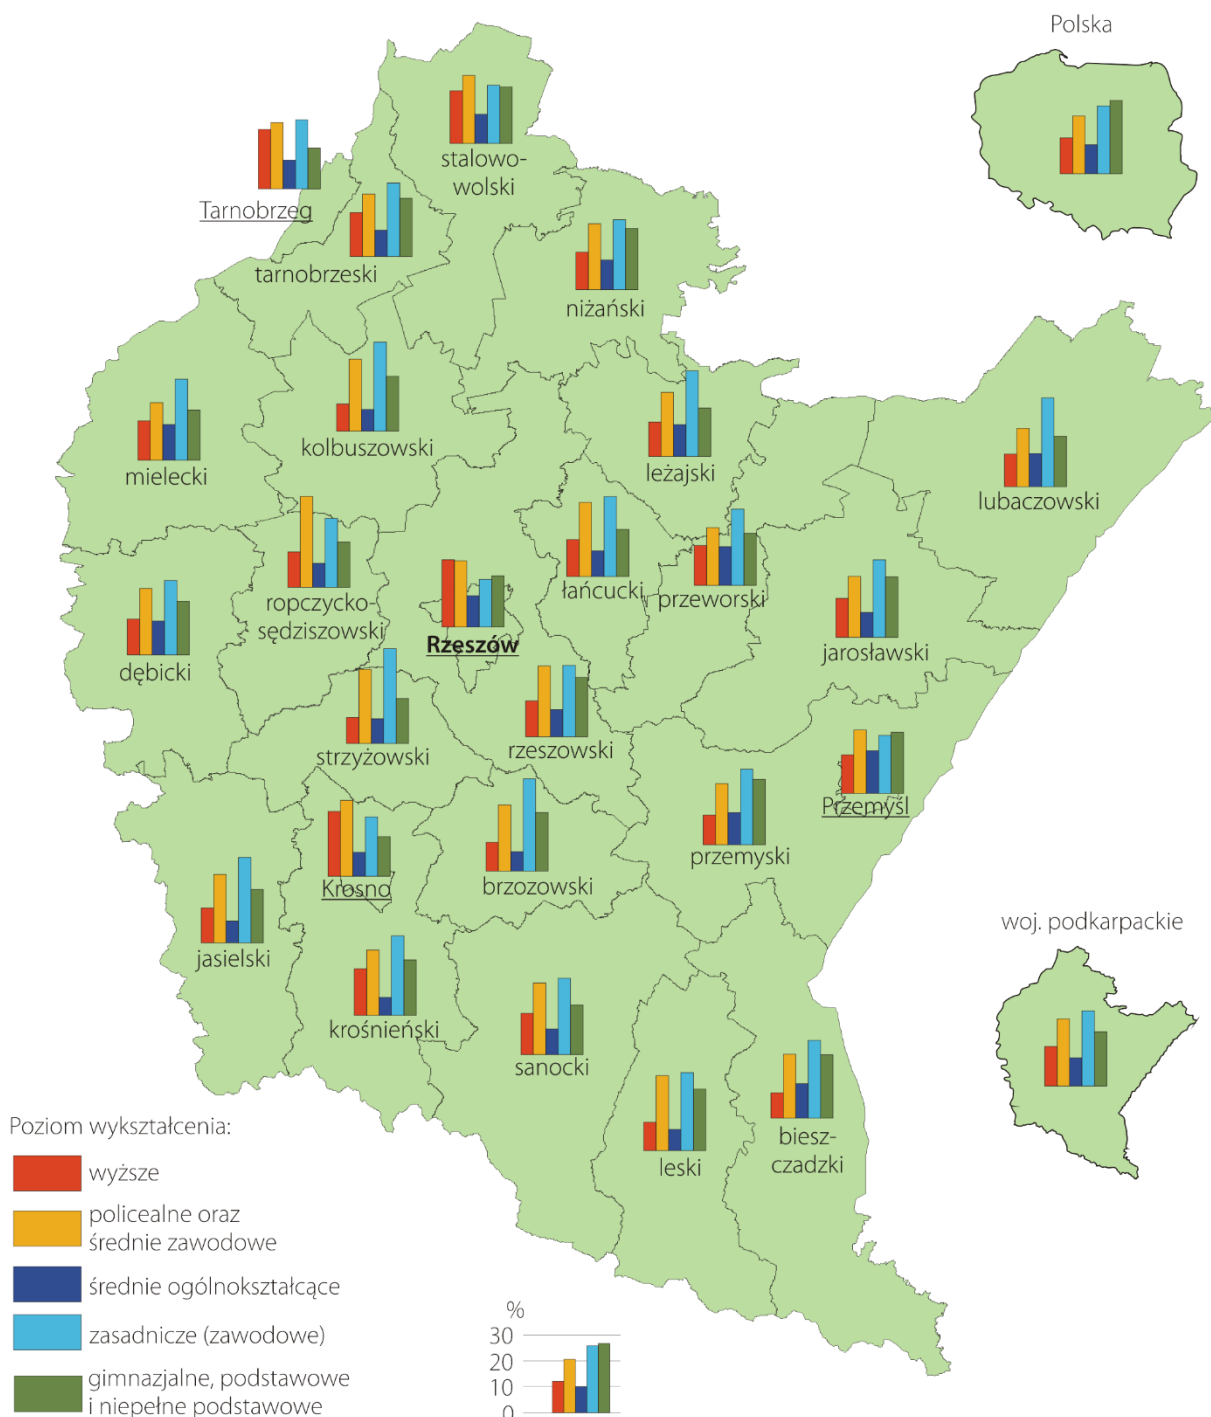 Polska
stalowo-
wolski
Tarnobrzeg
tarnobrzeski
niżański
kolbuszowski
mielecki
leżajski
lubaczowski
ropczycko-
sędziszowski
łańcucki
przeworski
Rzeszów
jarosławski
dębicki
strzyżowski
rzeszowski
Przemyśl
przemyski
Krosno
brzozowski
jasielski
krośnieński
sanocki
leski
biesz-
czadzki
woj. podkarpackie
Poziom wykształcenia:
wyższe
policealne oraz
średnie zawodowe
średnie ogólnokształcące
zasadnicze (zawodowe)
gimnazjalne, podstawowe
i niepełne podstawowe
%
30
20
10
0